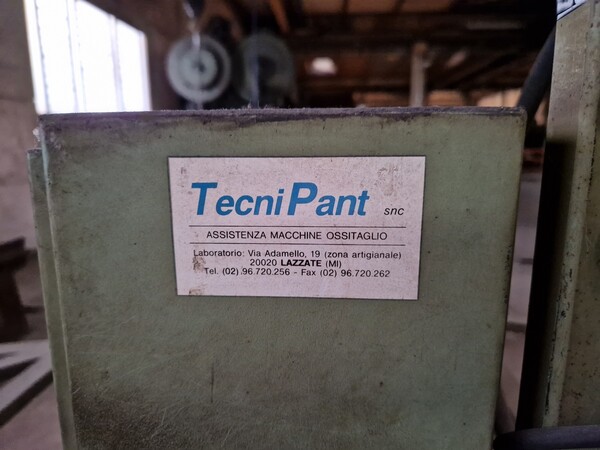 TecniPant snc
ASSISTENZA MACCHINE OSSITAGLIO
Laboratorio: Via Adamello, 19 (zona artigianale)
20020 LAZZATE (MI)
Tel. (02) .96.720.256 - Fax (02) 96.720.262